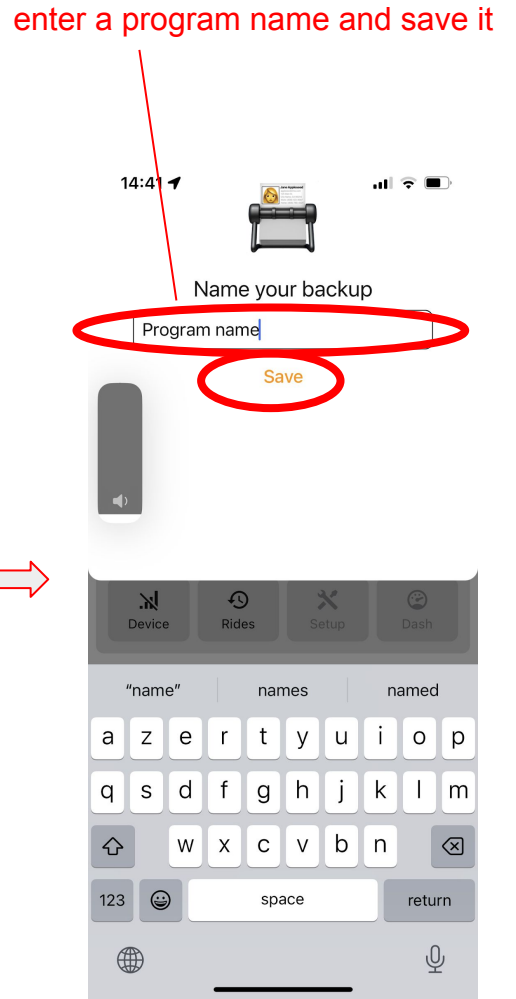 enter a program name and save it
14:41
Name your backup
Program name
Save
Device Rides Setup Dash
“name” names named
a z e r t y u i o p
q s d f g h j k l m
w x c v b n
123 space return